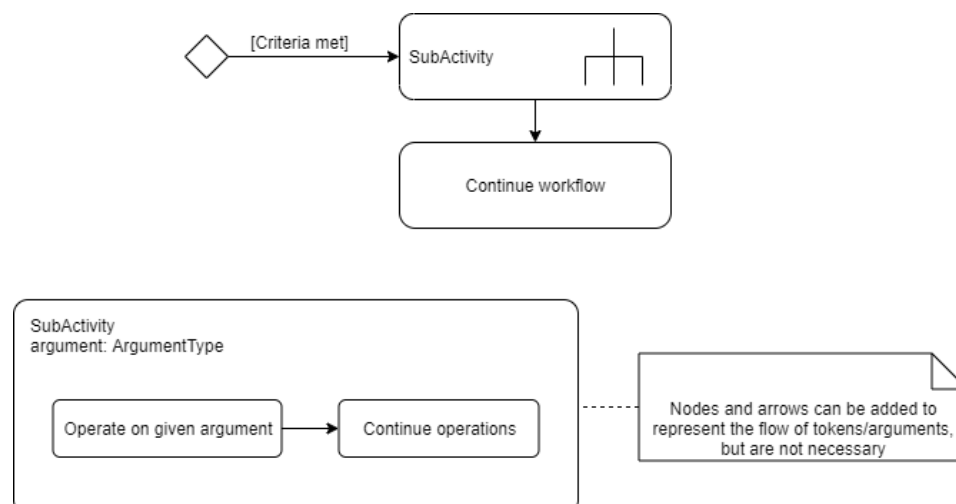 [Criteria met]
SubActivity
Continue workflow
SubActivity
argument: ArgumentType
Operate on given argument
Continue operations
Nodes and arrows can be added to
represent the flow of tokens/arguments,
but are not necessary